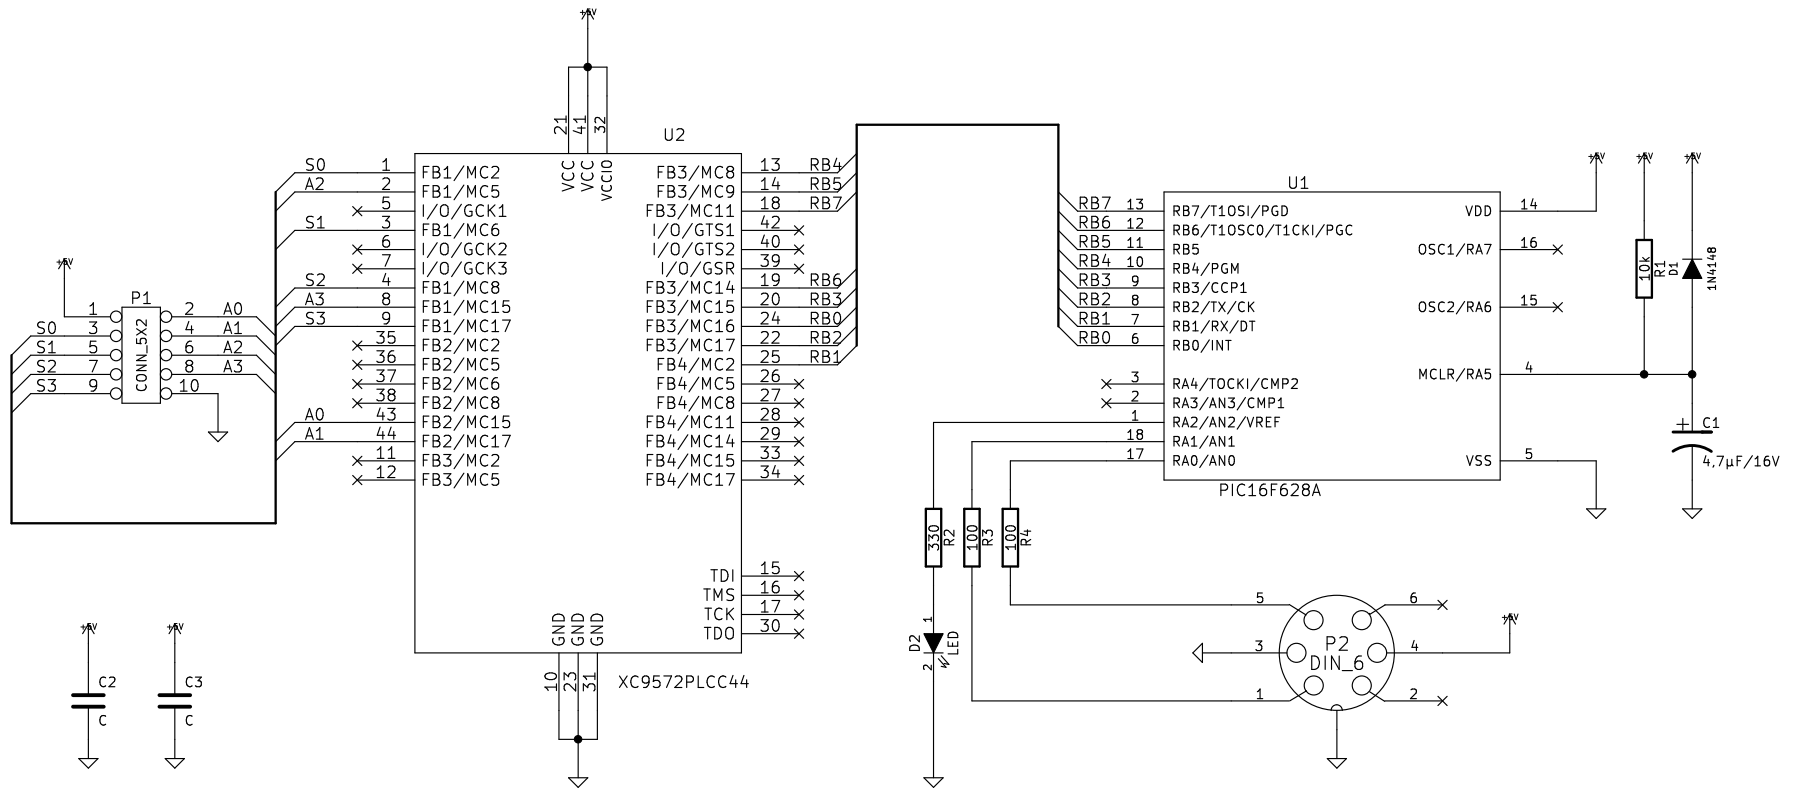 +5V
21
41
32
VCC
VCC
VCCIO
U2
S0 1 FB1/MC2
A2 2 FB1/MC5
5 I/O/GCK1
S1 3 FB1/MC6
6 I/O/GCK2
7 I/O/GCK3
S2 4 FB1/MC8
A3 8 FB1/MC15
S3 9 FB1/MC17
35 FB2/MC2
36 FB2/MC5
37 FB2/MC6
38 FB2/MC8
A0 43 FB2/MC15
A1 44 FB2/MC17
11 FB3/MC2
12 FB3/MC5
FB3/MC8 13 RB4
FB3/MC9 14 RB5
FB3/MC11 18 RB7
I/O/GTS1 42
I/O/GTS2 40
I/O/GSR 39
FB3/MC14 19 RB6
FB3/MC15 20 RB3
FB3/MC16 24 RB0
FB3/MC17 22 RB2
FB4/MC2 25 RB1
FB4/MC5 26
FB4/MC8 27
FB4/MC11 28
FB4/MC14 29
FB4/MC15 33
FB4/MC17 34
TDI 15
TMS 16
TCK 17
TDO 30
GND
GND
GND
10
23
31
XC9572PLCC44
+5V
P1
CONN_5X2
1 2 A0
S0 3 4 A1
S1 5 6 A2
S2 7 8 A3
S3 9 10
+5V
C2
C
+5V
C3
C
U1
RB7 13 RB7/T1OSI/PGD
RB6 12 RB6/T1OSCO/T1CKI/PGC
RB5 11 RB5
RB4 10 RB4/PGM
RB3 9 RB3/CCP1
RB2 8 RB2/TX/CK
RB1 7 RB1/RX/DT
RB0 6 RB0/INT
3 RA4/TOCKI/CMP2
2 RA3/AN3/CMP1
1 RA2/AN2/VREF
18 RA1/AN1
17 RA0/AN0
VDD 14
OSC1/RA7 16
OSC2/RA6 15
MCLR/RA5 4
VSS 5
PIC16F628A
+5V
+5V
+5V
10k
R1
D1
1N4148
C1
+
4,7µF/16V
330
R2
100
R3
100
R4
D2
1
2
LED
P2
DIN_6
5
6
3
4
1
2
+5V